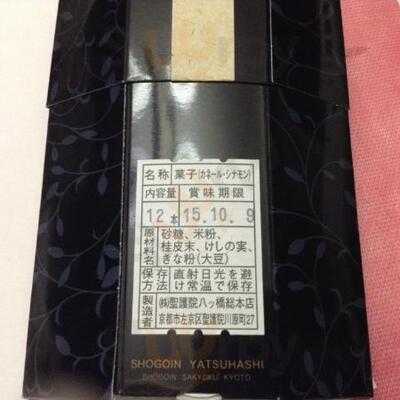 名称 菓子(カネール・シナモン)
内容量 賞味期限
12本 15.10.9
原材料名 砂糖、米粉、
桂皮末、けしの実、
きな粉(大豆)
保存方法 直射日光を避
け常温で保存
製造者 ㈱聖護院八ッ橋総本店
京都市左京区聖護院川原町27
SHOGOIN YATSUHASHI
SHOGOIN SAKYOKU KYOTO